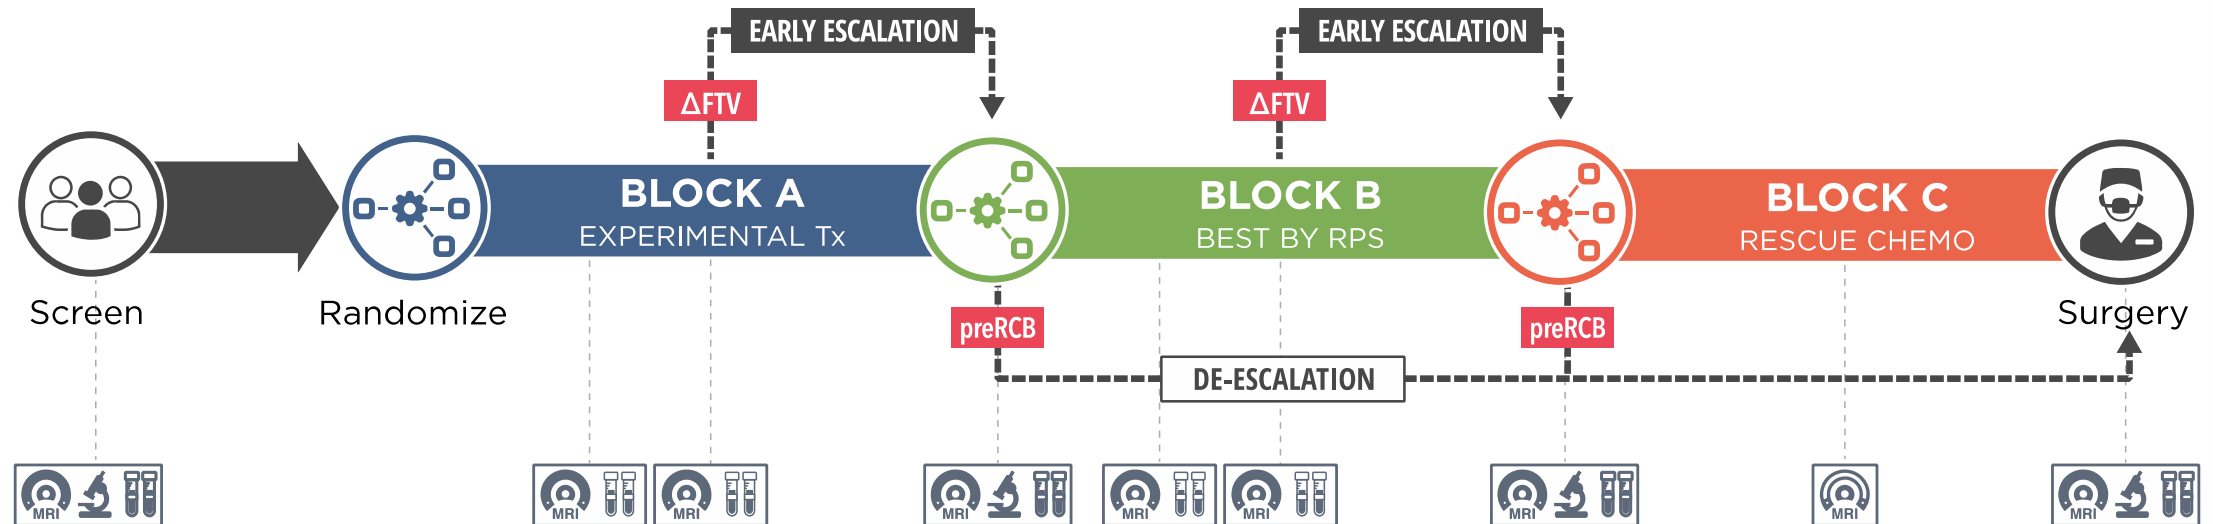 EARLY ESCALATION
EARLY ESCALATION
ΔFTV
ΔFTV
BLOCK A
EXPERIMENTAL Tx
BLOCK B
BEST BY RPS
BLOCK C
RESCUE CHEMO
Screen
Randomize
Surgery
preRCB
preRCB
DE-ESCALATION
MRI
MRI
MRI
MRI
MRI
MRI
MRI
MRI
MRI